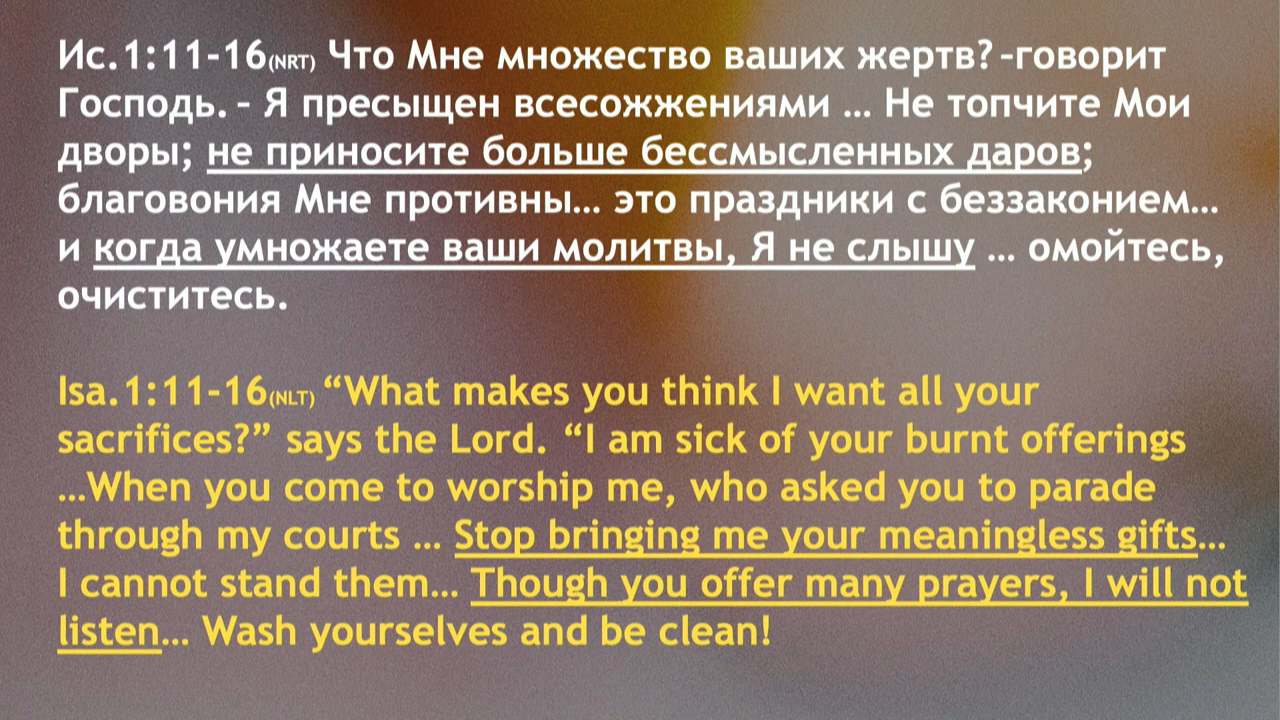 Ис.1:11-16(NRT) Что Мне множество ваших жертв? –говорит
Господь. – Я пресыщен всесожжениями … Не топчите Мои
дворы; не приносите больше бессмысленных даров;
благовония Мне противны… это праздники с беззаконием…
и когда умножаете ваши молитвы, Я не слышу … омойтесь,
очиститесь.
Isa.1:11-16(NLT) “What makes you think I want all your
sacrifices?” says the Lord. “I am sick of your burnt offerings
…When you come to worship me, who asked you to parade
through my courts … Stop bringing me your meaningless gifts…
I cannot stand them… Though you offer many prayers, I will not
listen… Wash yourselves and be clean!